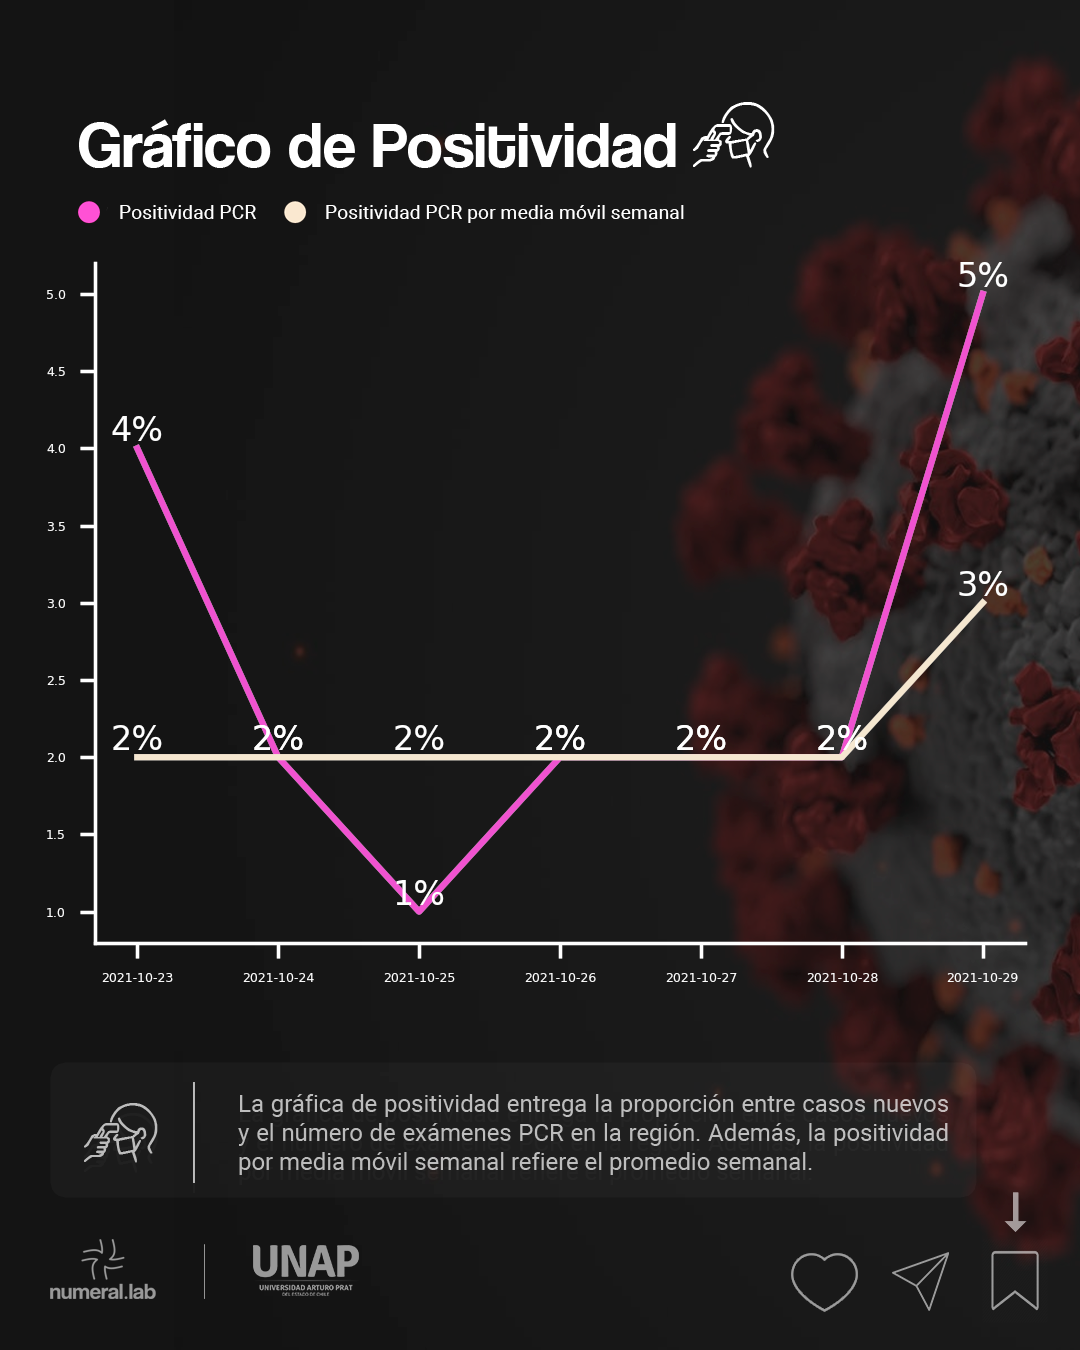 Gráfico de Positividad
Positividad PCR
Positividad PCR por media móvil semanal
5.0
4.5
4.0
3.5
3.0
2.5
2.0
1.5
1.0
5%
4%
3%
2%
2%
2%
2%
2%
2%
1%
2021-10-23
2021-10-24
2021-10-25
2021-10-26
2021-10-27
2021-10-28
2021-10-29
La gráfica de positividad entrega la proporción entre casos nuevos
y el número de exámenes PCR en la región. Además, la positividad
por media móvil semanal refiere el promedio semanal.
numeral.lab
UNAP
UNIVERSIDAD ARTURO PRAT
DEL ESTADO DE CHILE